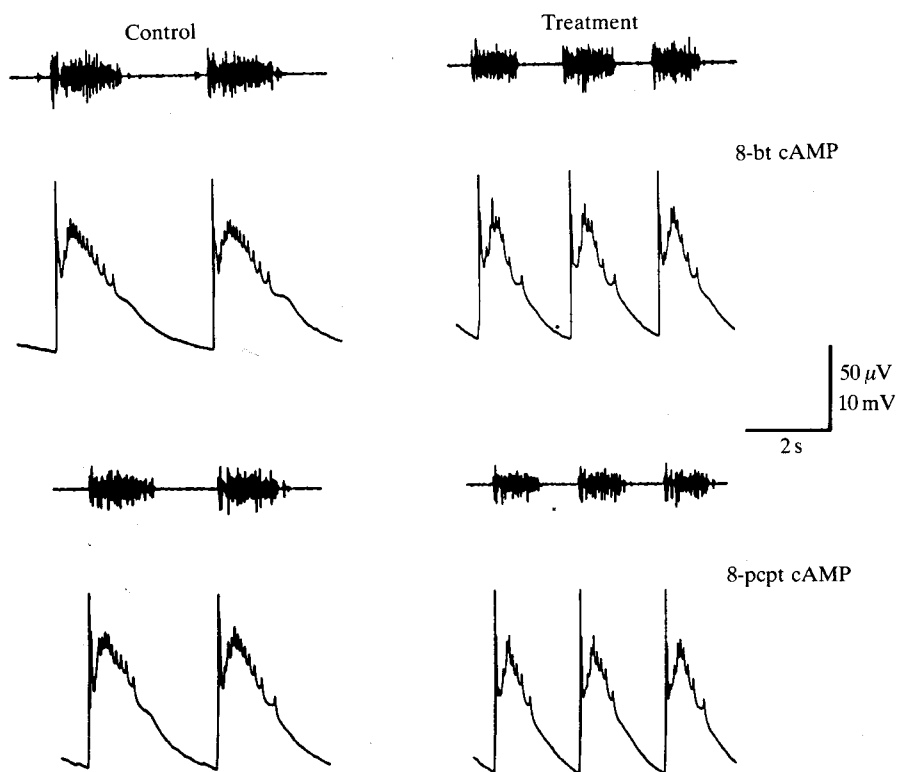 Control
Treatment
8-bt cAMP
50 μV
10 mV
2 s
8-pcpt cAMP